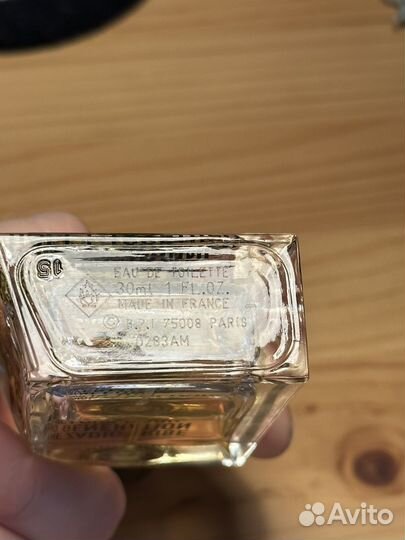 15
EAU DE TOILETTE
30ml 1 FL.OZ.
MADE IN FRANCE
© B.P.I 75008 PARIS
0283AM
Avito